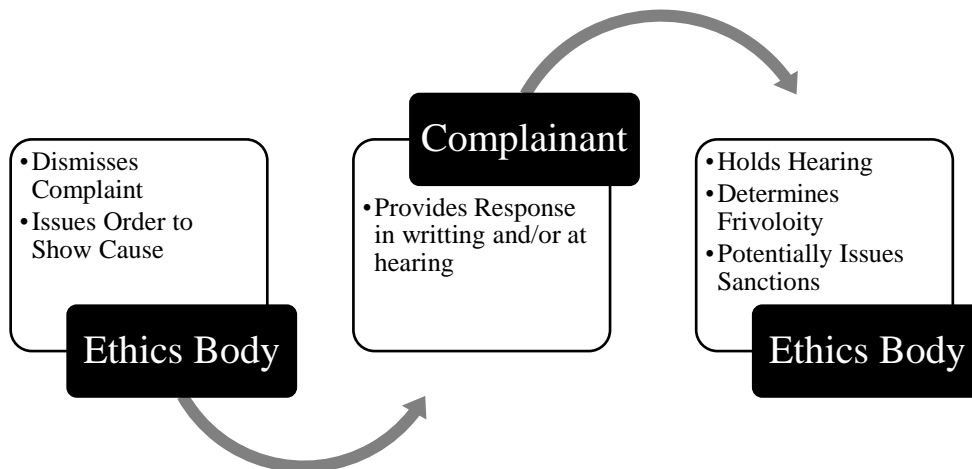 •Dismisses
Complaint
•Issues Order to
Show Cause
Ethics Body
Complainant
•Provides Response
in writting and/or at
hearing
•Holds Hearing
•Determines
Frivoloity
•Potentially Issues
Sanctions
Ethics Body